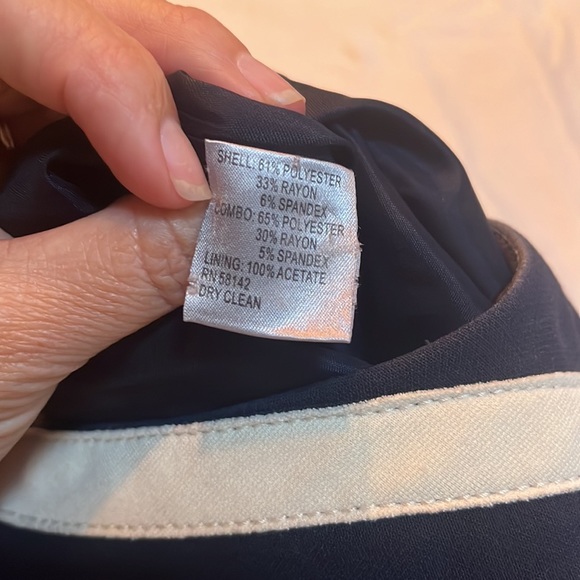 SHELL: 61% POLYESTER
33% RAYON
6% SPANDEX
COMBO: 65% POLYESTER
30% RAYON
5% SPANDEX
LINING: 100% ACETATE
RN 58142
DRY CLEAN